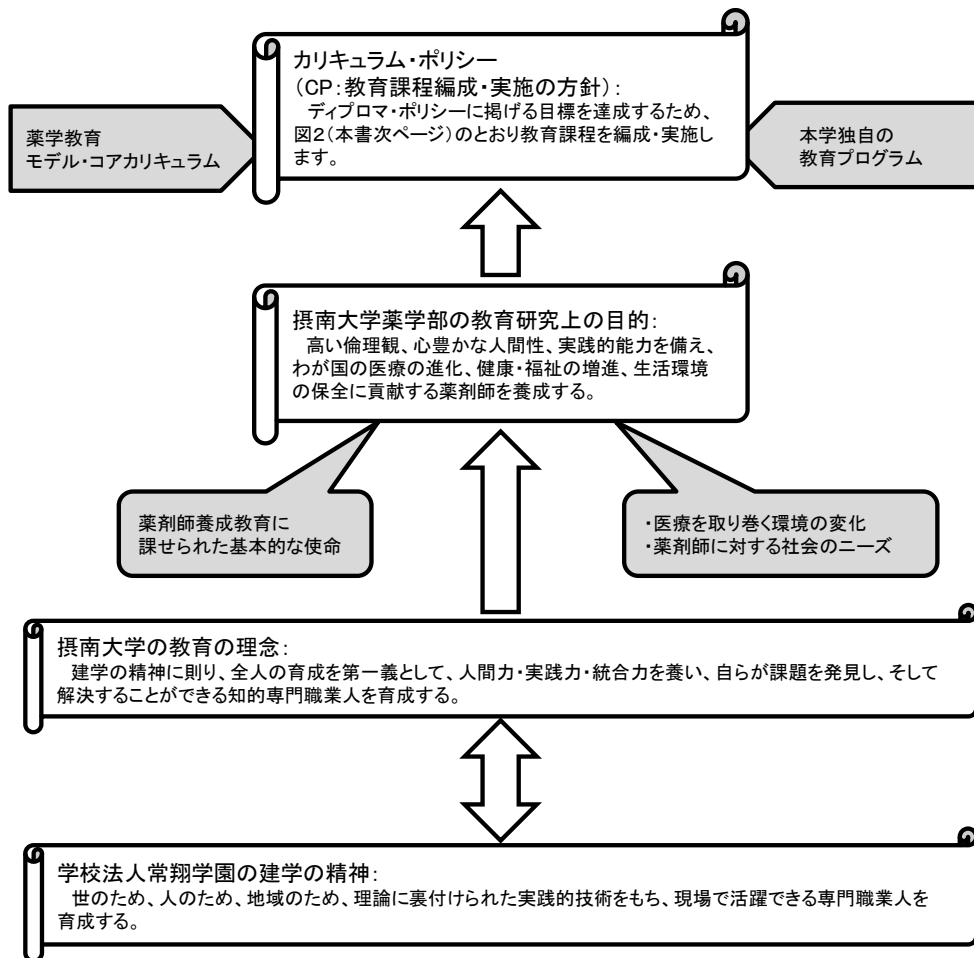 カリキュラム・ポリシー
(CP：教育課程編成・実施の方針)：
ディプロマ・ポリシーに掲げる目標を達成するため、
図2(本書次ページ)のとおり教育課程を編成・実施し
ます。
薬学教育
モデル・コアカリキュラム
本学独自の
教育プログラム
摂南大学薬学部の教育研究上の目的：
高い倫理観、心豊かな人間性、実践的能力を備え、
わが国の医療の進化、健康・福祉の増進、生活環境
の保全に貢献する薬剤師を養成する。
薬剤師養成教育に
課せられた基本的な使命
・医療を取り巻く環境の変化
・薬剤師に対する社会のニーズ
摂南大学の教育の理念：
建学の精神に則り、全人の育成を第一義として、人間力・実践力・統合力を養い、自らが課題を発見し、そして
解決することができる知的専門職業人を育成する。
学校法人常翔学園の建学の精神：
世のため、人のため、地域のため、理論に裏付けられた実践的技術をもち、現場で活躍できる専門職業人を
育成する。